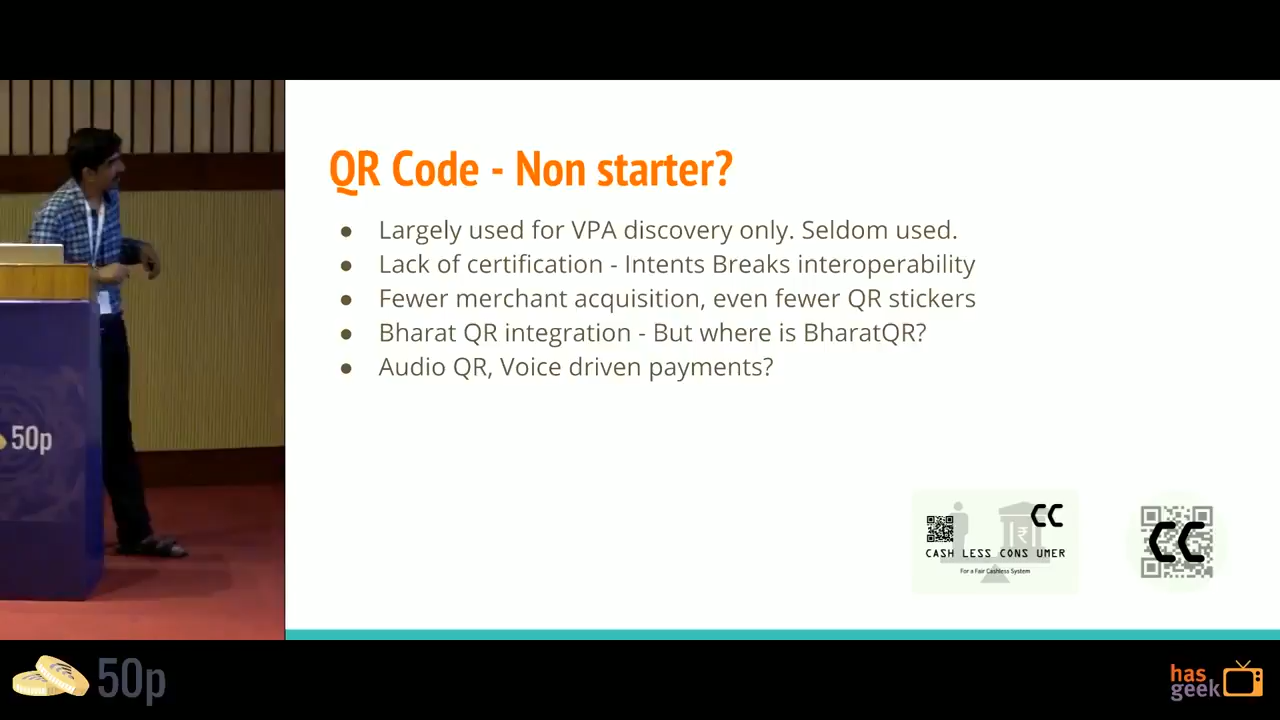 QR Code - Non starter?
● Largely used for VPA discovery only. Seldom used.
● Lack of certification - Intents Breaks interoperability
● Fewer merchant acquisition, even fewer QR stickers
● Bharat QR integration - But where is BharatQR?
● Audio QR, Voice driven payments?
50p
CC
CASH LESS CONS UMER
For a Fair Cashless System
CC
50p
has
geek